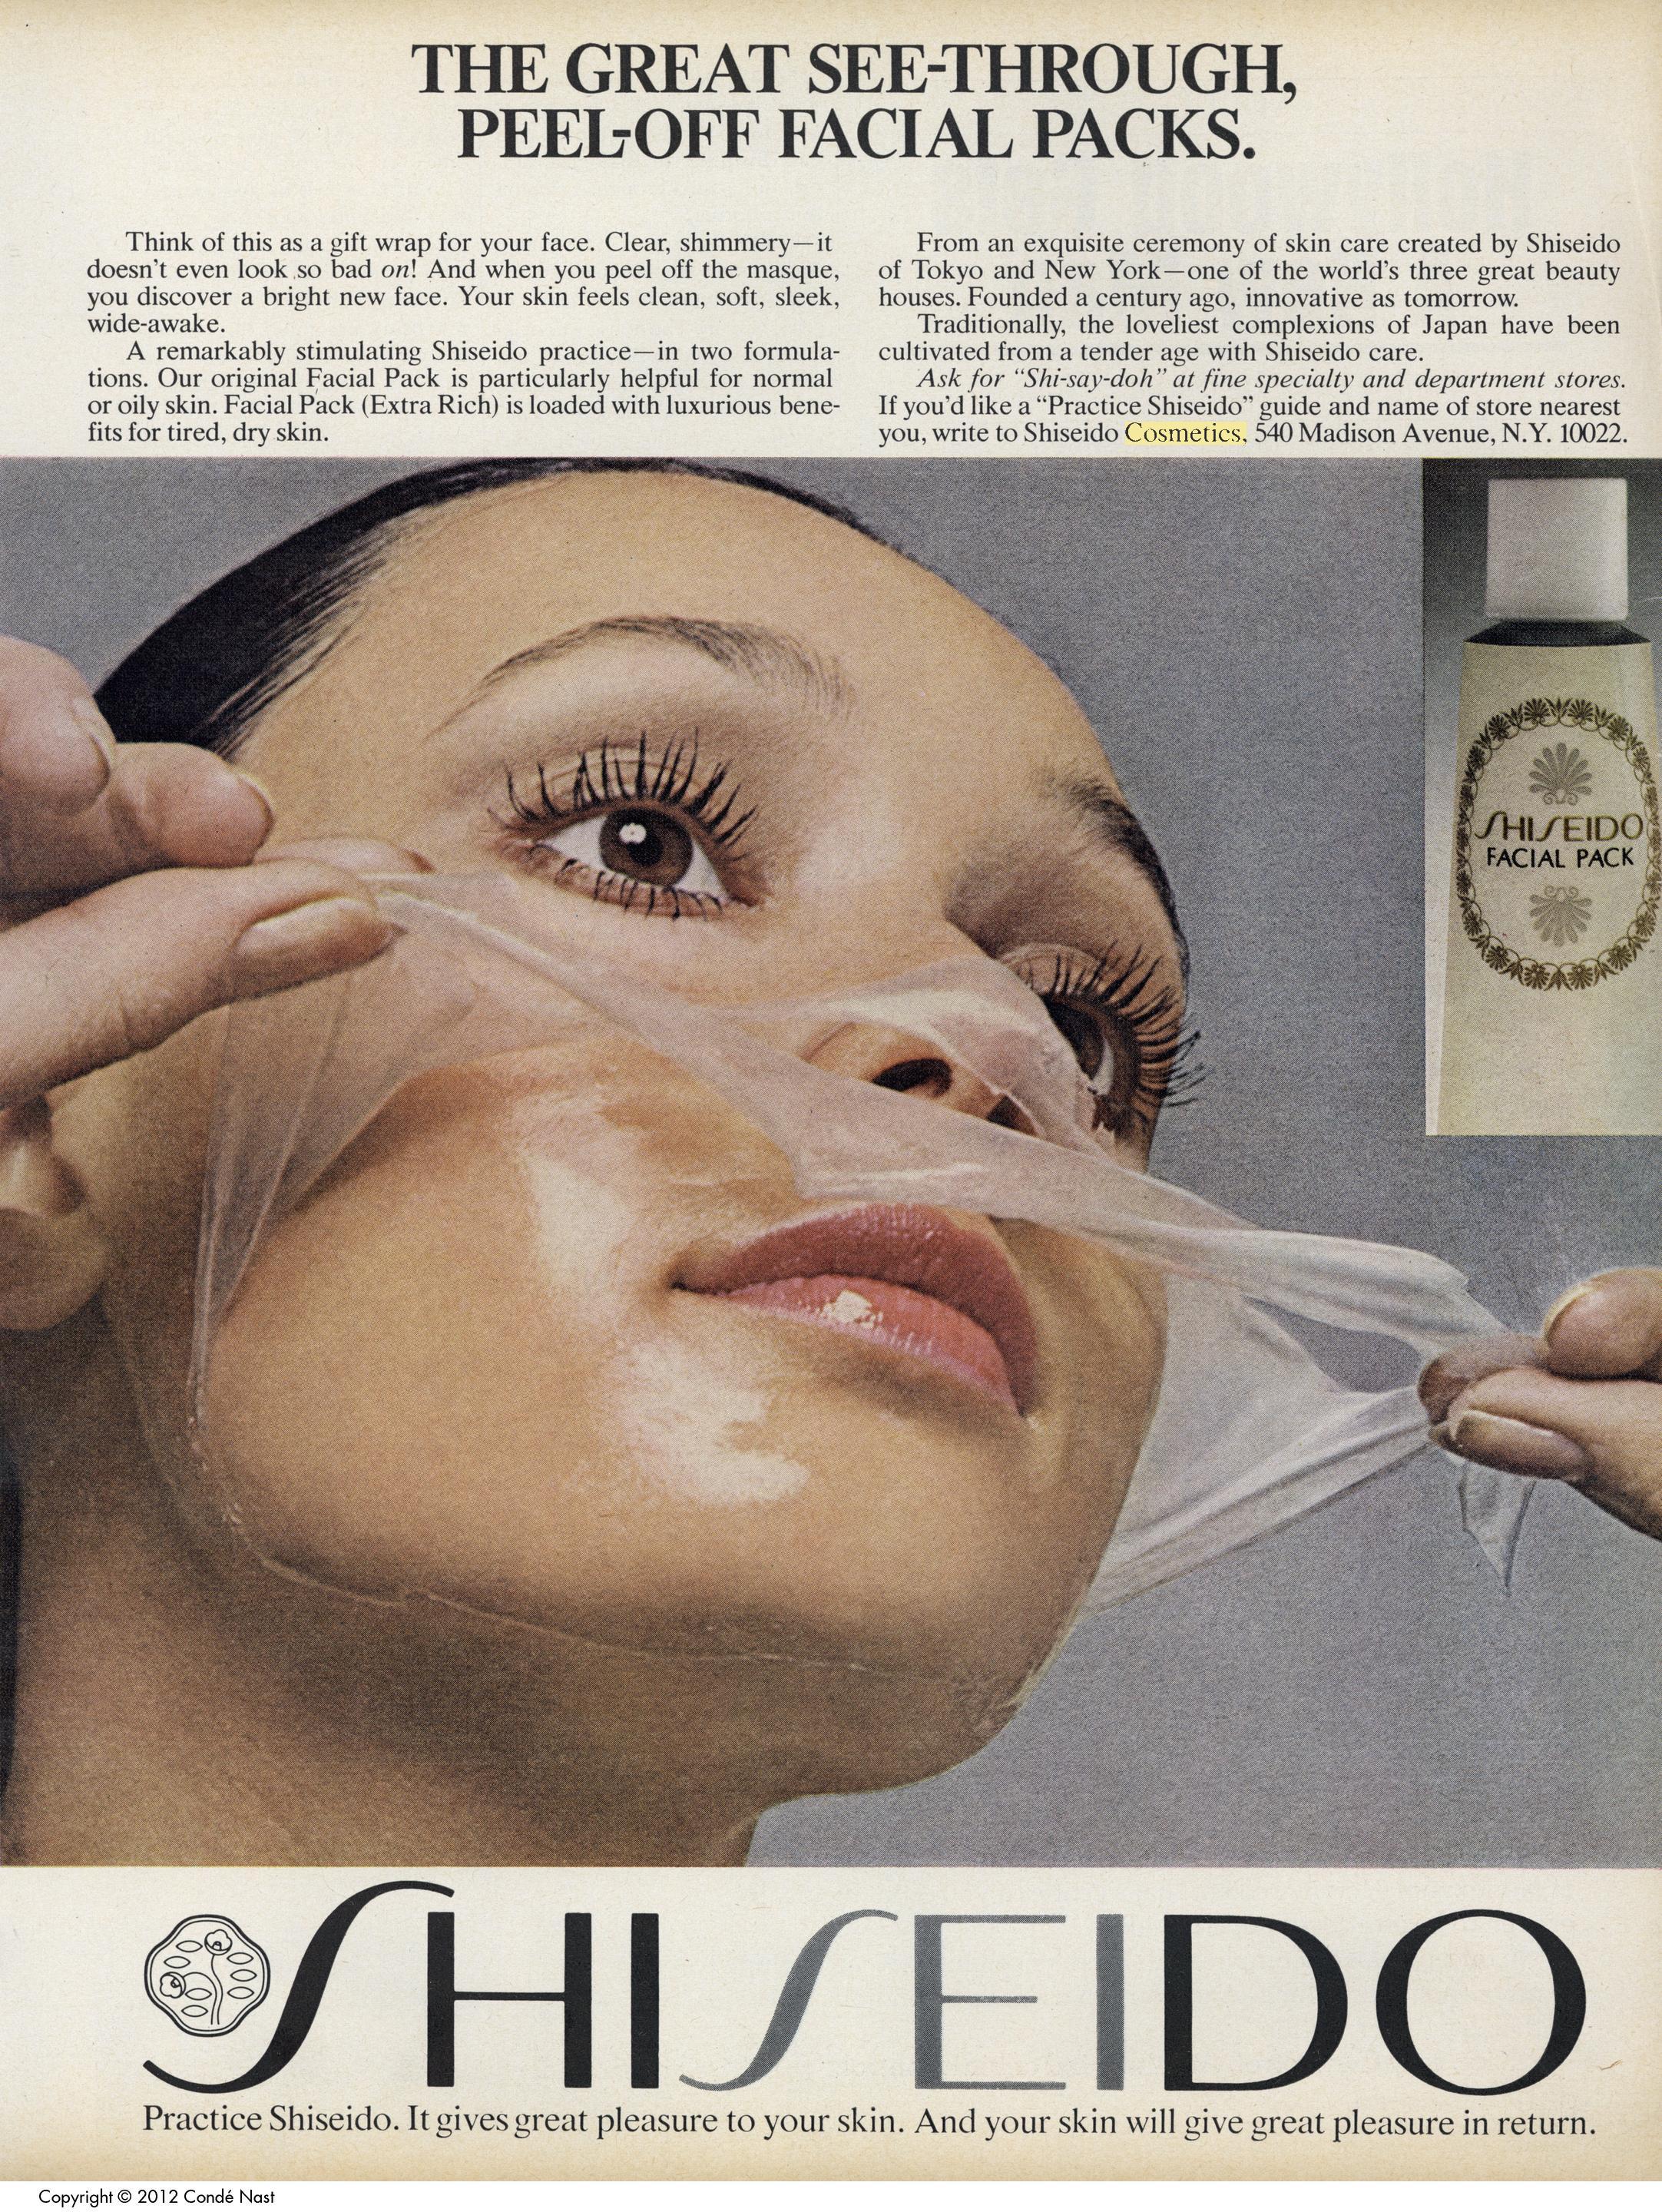 THE GREAT SEE-THROUGH,
PEEL-OFF FACIAL PACKS.
Think of this as a gift wrap for your face. Clear, shimmery—it
doesn't even look so bad on! And when you peel off the masque,
you discover a bright new face. Your skin feels clean, soft, sleek,
wide-awake.
A remarkably stimulating Shiseido practice—in two formula-
tions. Our original Facial Pack is particularly helpful for normal
or oily skin. Facial Pack (Extra Rich) is loaded with luxurious bene-
fits for tired, dry skin.
From an exquisite ceremony of skin care created by Shiseido
of Tokyo and New York—one of the world's three great beauty
houses. Founded a century ago, innovative as tomorrow.
Traditionally, the loveliest complexions of Japan have been
cultivated from a tender age with Shiseido care.
Ask for "Shi-say-doh" at fine specialty and department stores.
If you'd like a "Practice Shiseido" guide and name of store nearest
you, write to Shiseido Cosmetics, 540 Madison Avenue, N.Y. 10022.
SHISEIDO
FACIAL PACK
SHISEIDO
Practice Shiseido. It gives great pleasure to your skin. And your skin will give great pleasure in return.
Copyright © 2012 Condé Nast